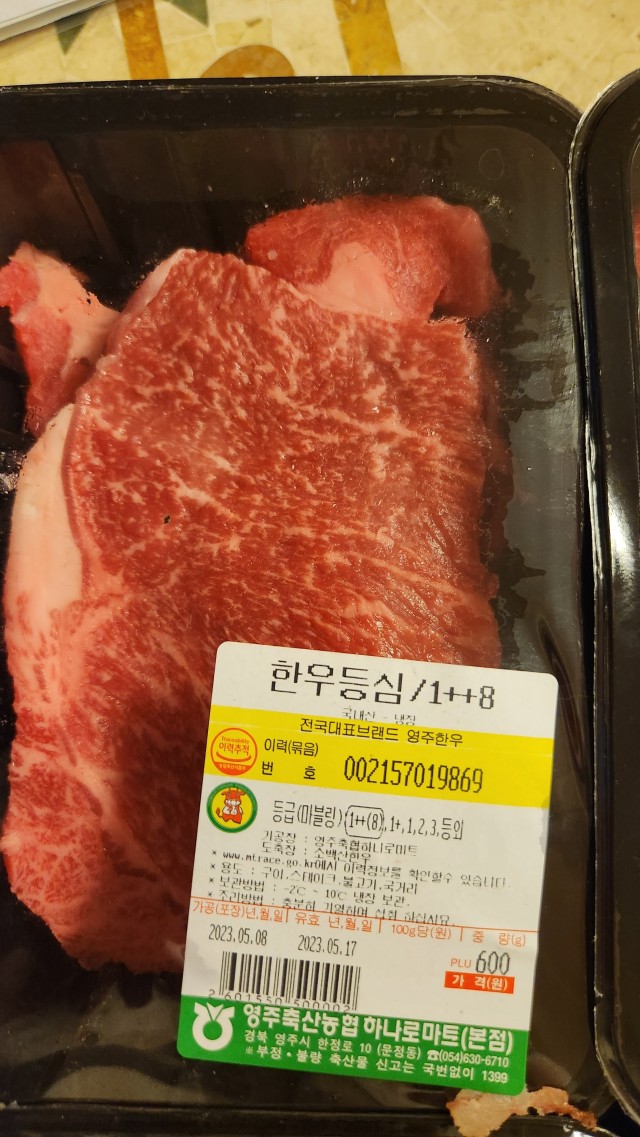 한우등심/1++8
국내산 - 냉장
전국대표브랜드 영주한우
Traceability
이력추적
이력(묶음)
번 호 002157019869
등급(마블링) 1++(8), 1+,1,2,3,등외
가공장 : 영주축협하나로마트
도축장 : 소백산한우
* www.mtrace.go.kr에서 이력정보를 확인할수 있습니다.
* 용도 : 구이.스테이크.불고기.국거리
* 보관방법 : -2℃ ~ 10℃ 냉장 보관.
* 조리방법 : 충분히 가열하여 섭취 하십시요
가공(포장)년,월,일 유효 년,월,일 100g당(원) 중 량(g)
2023.05.08 2023.05.17
PLU 600
가 격(원)
2 601550 500002
영주축산농협 하나로마트(본점)
경북 영주시 한정로 10 (문정동) ☎(054)630-6710
※부정・불량 축산물 신고는 국번없이 1399